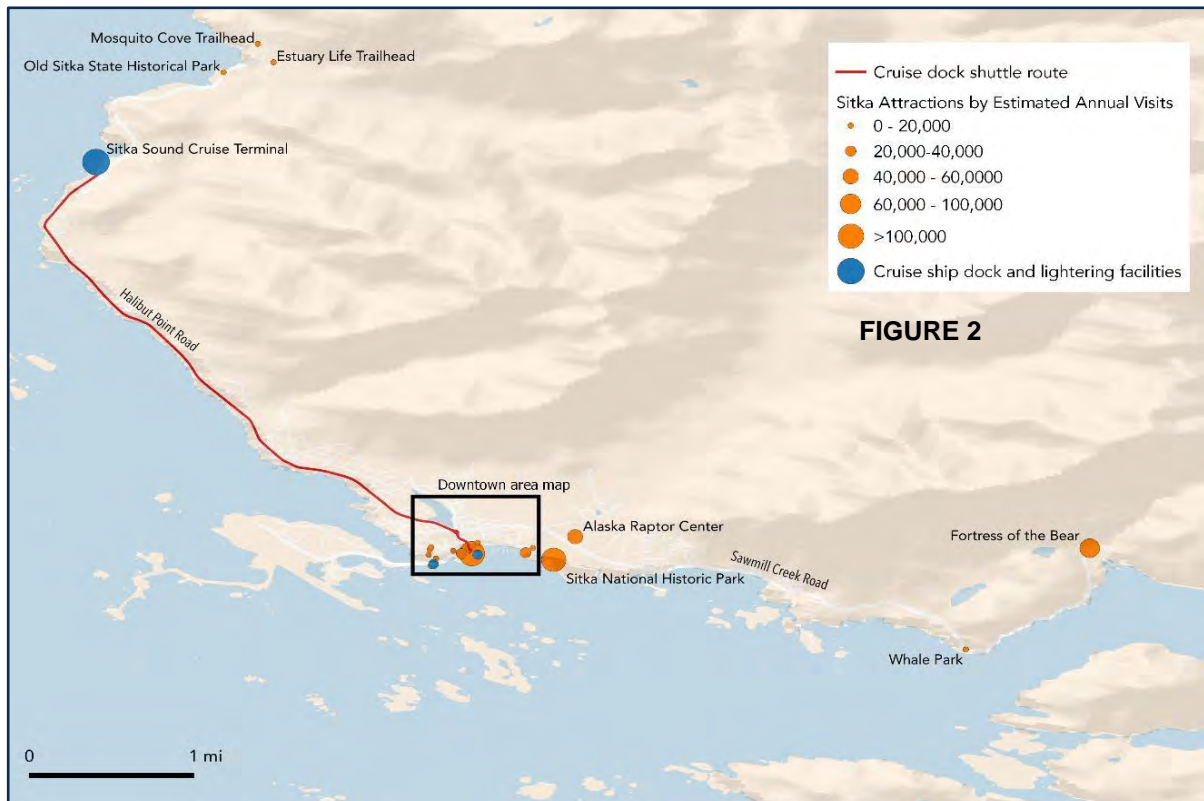 Mosquito Cove Trailhead
Estuary Life Trailhead
Old Sitka State Historical Park
Sitka Sound Cruise Terminal
Cruise dock shuttle route
Sitka Attractions by Estimated Annual Visits
0 - 20,000
20,000-40,000
40,000 - 60,0000
60,000 - 100,000
>100,000
Cruise ship dock and lightering facilities
FIGURE 2
Halibut Point Road
Downtown area map
Alaska Raptor Center
Sitka National Historic Park
Sawmill Creek Road
Fortress of the Bear
Whale Park
0 1 mi